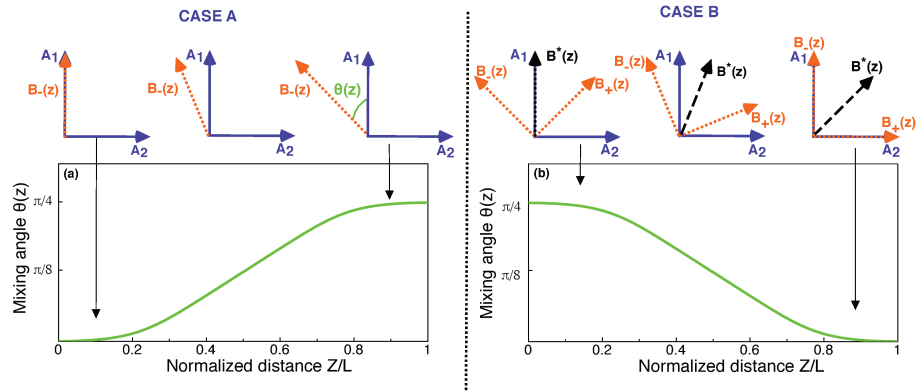 CASE A
CASE B
A1
B-(z)
A2
A1
B-(z)
A2
A1
B-(z)
θ(z)
A2
A1
B*(z)
B-(z)
B+(z)
A2
A1
B-(z)
B*(z)
B+(z)
A2
B-(z)
A1
B*(z)
B+(z)
A2
(a)
Mixing angle θ(z)
π/4
π/8
0
0.2
0.4
0.6
0.8
1
Normalized distance Z/L
(b)
Mixing angle θ(z)
π/4
π/8
0
0.2
0.4
0.6
0.8
1
Normalized distance Z/L